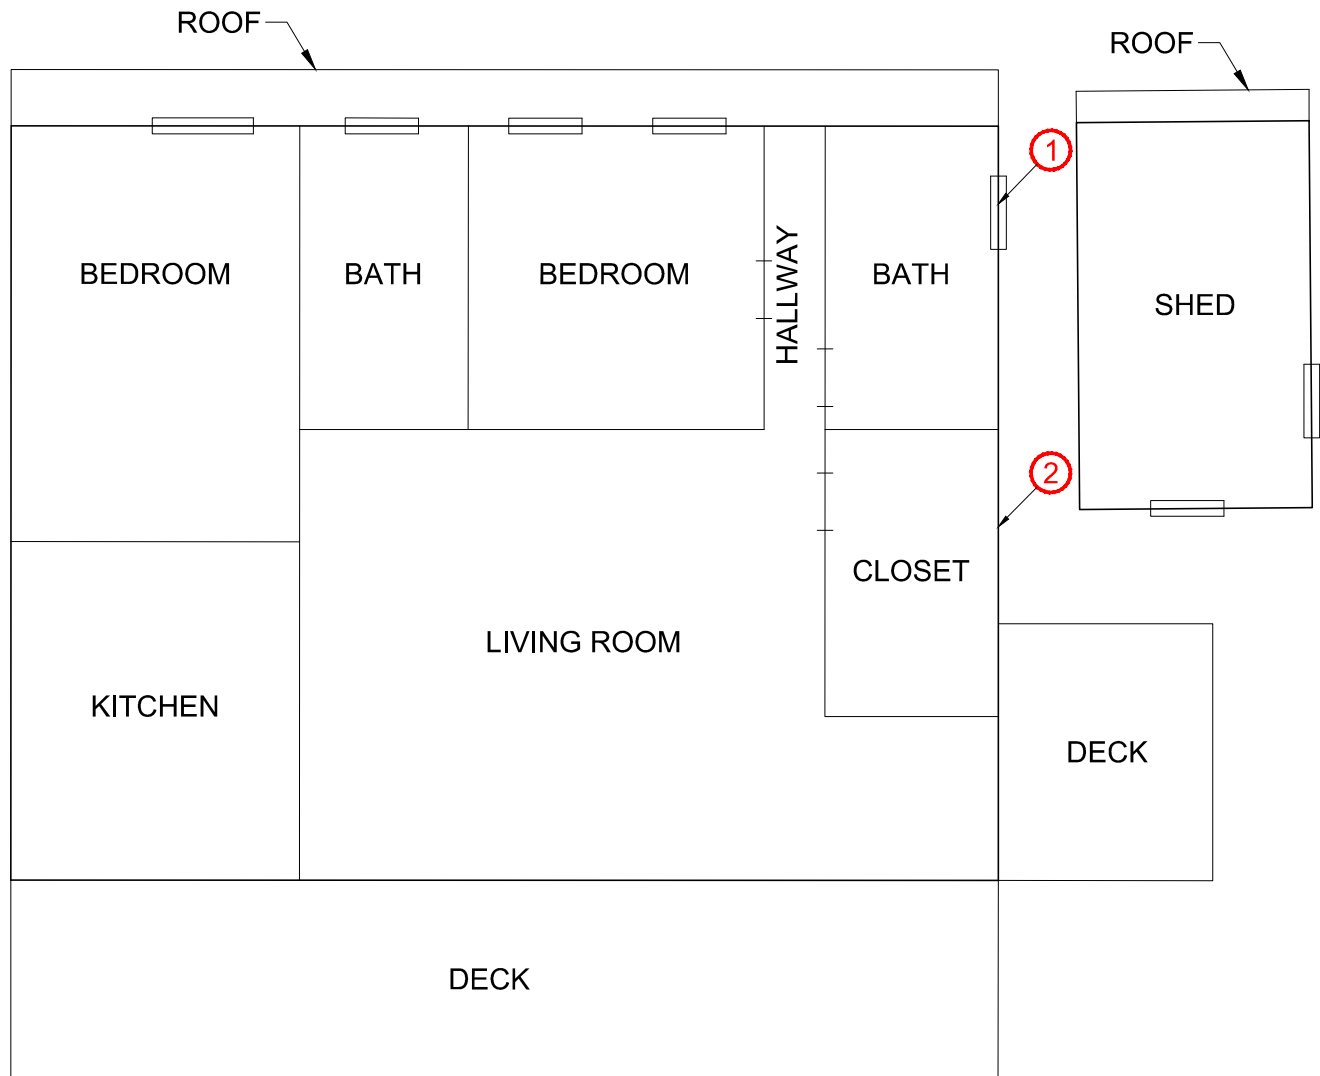 ROOF
ROOF
1
BEDROOM
BATH
BEDROOM
HALLWAY
BATH
SHED
2
CLOSET
LIVING ROOM
KITCHEN
DECK
DECK